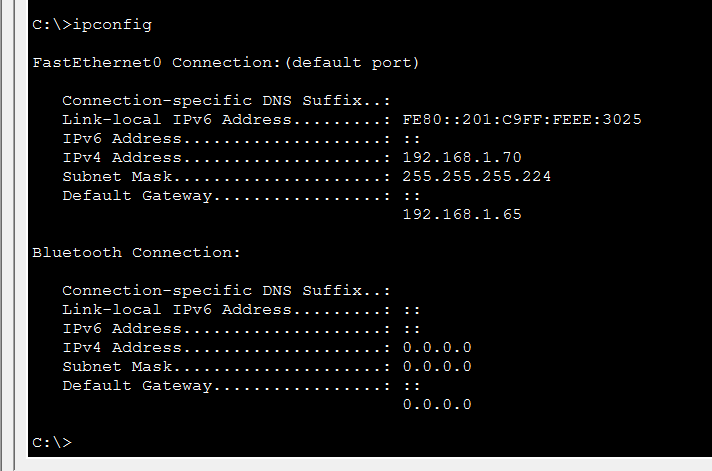 C:\>ipconfig
FastEthernet0 Connection:(default port)
Connection-specific DNS Suffix..:
Link-local IPv6 Address.........: FE80::201:C9FF:FEEE:3025
IPv6 Address....................: ::
IPv4 Address....................: 192.168.1.70
Subnet Mask.....................: 255.255.255.224
Default Gateway.................: ::
192.168.1.65
Bluetooth Connection:
Connection-specific DNS Suffix..:
Link-local IPv6 Address.........: ::
IPv6 Address....................: ::
IPv4 Address....................: 0.0.0.0
Subnet Mask.....................: 0.0.0.0
Default Gateway.................: ::
0.0.0.0
C:\>